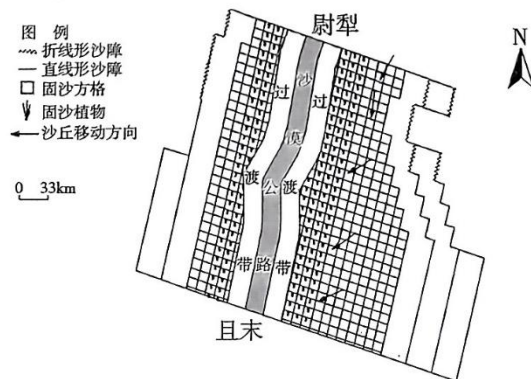 图 例
折线形沙障
直线形沙障
固沙方格
固沙植物
沙丘移动方向
0 33km
尉犁
N
沙漠公路
过渡带
过渡带
且末